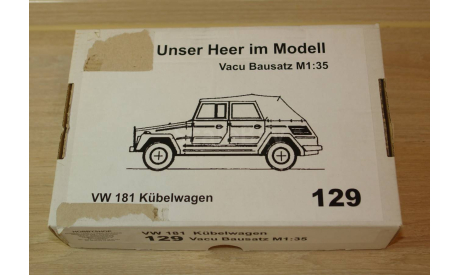 Unser Heer im Modell
Vacu Bausatz M1:35
VW 181 Kübelwagen
129
VW 181 Kübelwagen
129 Vacu Bausatz M1:35